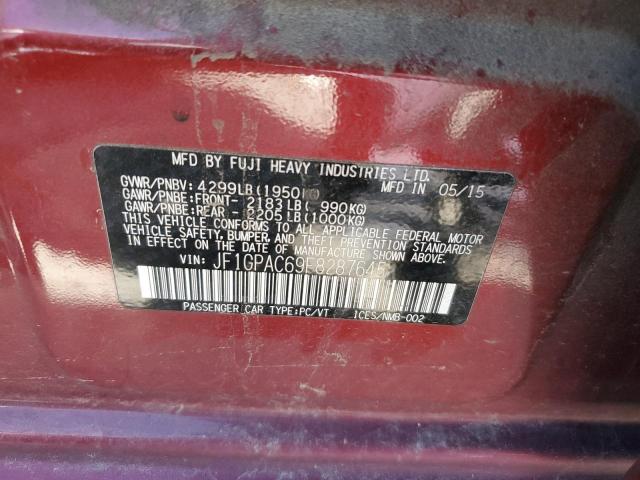 MFD BY FUJI HEAVY INDUSTRIES LTD.
GVWR/PNBV: 4299LB(1950 MFD IN 05/15
GAWR/PNBE:FRONT- 2183LB( 990KG)
GAWR/PNBE:REAR - 2205LB(1000KG)
THIS VEHICLE CONFORMS TO ALL APPLICABLE FEDERAL MOTOR
VEHICLE SAFETY, BUMPER, AND THEFT PREVENTION STANDARDS
IN EFFECT ON THE DATE OF MANUFACTURE SHOWN ABOVE.
VIN:
PASSENGER CAR TYPE:PC/VT ICES/NMB-002